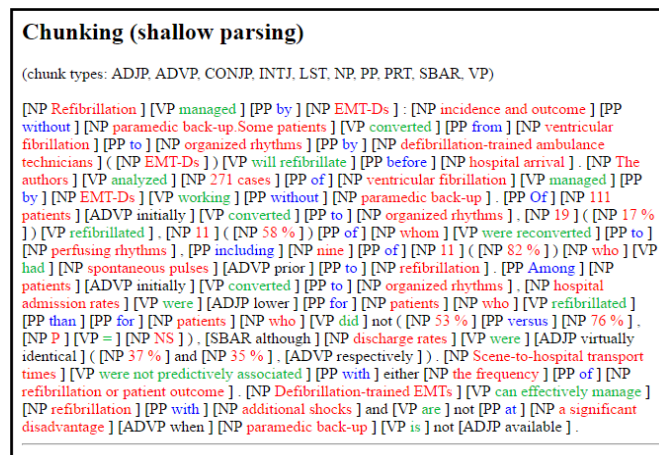 Chunking (shallow parsing)
(chunk types: ADJP, ADVP, CONJP, INTJ, LST, NP, PP, PRT, SBAR, VP)
[NP Refibrillation ] [VP managed ] [PP by ] [NP EMT-Ds ] : [NP incidence and outcome ] [PP
without ] [NP paramedic back-up.Some patients ] [VP converted ] [PP from ] [NP ventricular
fibrillation ] [PP to ] [NP organized rhythms ] [PP by ] [NP defibrillation-trained ambulance
technicians ] ( [NP EMT-Ds ] ) [VP will refibrillate ] [PP before ] [NP hospital arrival ] . [NP The
authors ] [VP analyzed ] [NP 271 cases ] [PP of ] [NP ventricular fibrillation ] [VP managed ] [PP
by ] [NP EMT-Ds ] [VP working ] [PP without ] [NP paramedic back-up ] . [PP Of ] [NP 111
patients ] [ADVP initially ] [VP converted ] [PP to ] [NP organized rhythms ] , [NP 19 ] ( [NP 17 %
] ) [VP refibrillated ] , [NP 11 ] ( [NP 58 % ] ) [PP of ] [NP whom ] [VP were reconverted ] [PP to ]
[NP perfusing rhythms ] , [PP including ] [NP nine ] [PP of ] [NP 11 ] ( [NP 82 % ] ) [NP who ] [VP
had ] [NP spontaneous pulses ] [ADVP prior ] [PP to ] [NP refibrillation ] . [PP Among ] [NP
patients ] [ADVP initially ] [VP converted ] [PP to ] [NP organized rhythms ] , [NP hospital
admission rates ] [VP were ] [ADJP lower ] [PP for ] [NP patients ] [NP who ] [VP refibrillated ]
[PP than ] [PP for ] [NP patients ] [NP who ] [VP did ] not ( [NP 53 % ] [PP versus ] [NP 76 % ] ,
[NP P ] [VP = ] [NP NS ] ) , [SBAR although ] [NP discharge rates ] [VP were ] [ADJP virtually
identical ] ( [NP 37 % ] and [NP 35 % ] , [ADVP respectively ] ) . [NP Scene-to-hospital transport
times ] [VP were not predictively associated ] [PP with ] either [NP the frequency ] [PP of ] [NP
refibrillation or patient outcome ] . [NP Defibrillation-trained EMTs ] [VP can effectively manage ]
[NP refibrillation ] [PP with ] [NP additional shocks ] and [VP are ] not [PP at ] [NP a significant
disadvantage ] [ADVP when ] [NP paramedic back-up ] [VP is ] not [ADJP available ] .